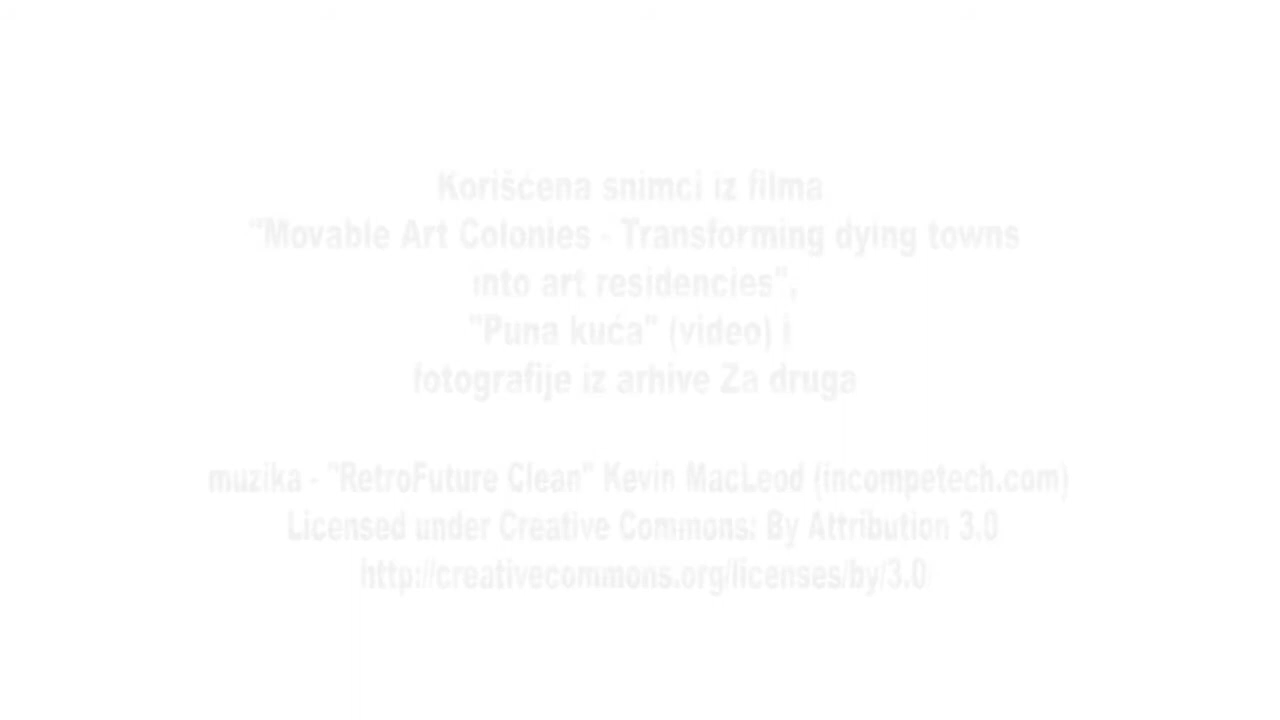 Korišćena snimci iz filma
"Movable Art Colonies - Transforming dying towns
into art residencies",
"Puna kuća" (video) i
fotografije iz arhive Za druga
muzika - "RetroFuture Clean" Kevin MacLeod (incompetech.com)
Licensed under Creative Commons: By Attribution 3.0
http://creativecommons.org/licenses/by/3.0